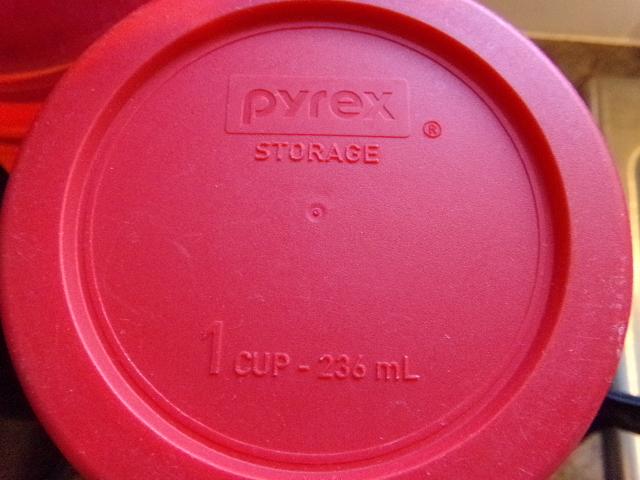 pyrex ®
STORAGE
1 CUP - 236 mL